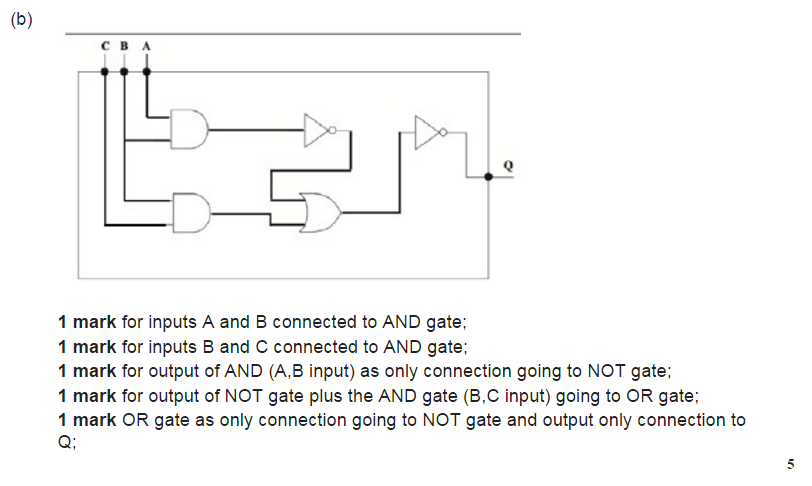 (b)
C B A
Q
1 mark for inputs A and B connected to AND gate;
1 mark for inputs B and C connected to AND gate;
1 mark for output of AND (A,B input) as only connection going to NOT gate;
1 mark for output of NOT gate plus the AND gate (B,C input) going to OR gate;
1 mark OR gate as only connection going to NOT gate and output only connection to
Q;
5